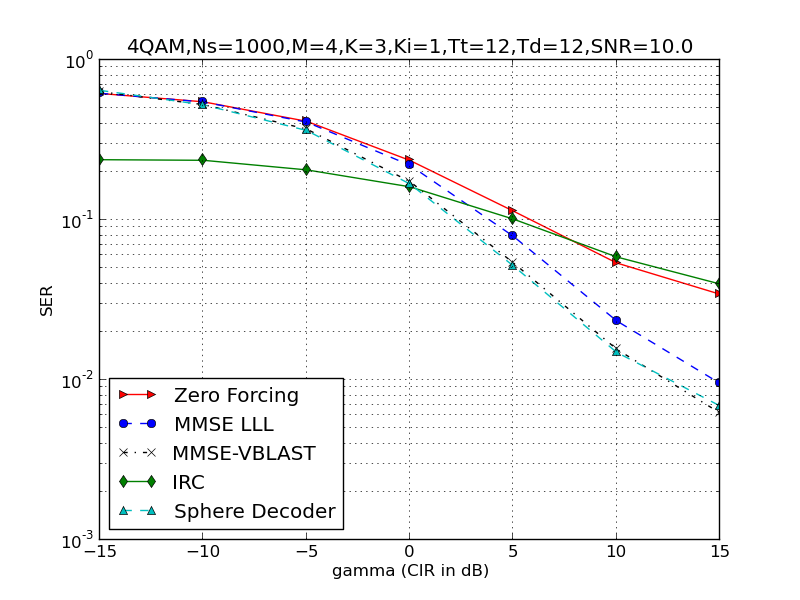 4QAM,Ns=1000,M=4,K=3,Ki=1,Tt=12,Td=12,SNR=10.0
10^0
10^-1
10^-2
10^-3
SER
Zero Forcing
MMSE LLL
MMSE-VBLAST
IRC
Sphere Decoder
−15 −10 −5 0 5 10 15
gamma (CIR in dB)